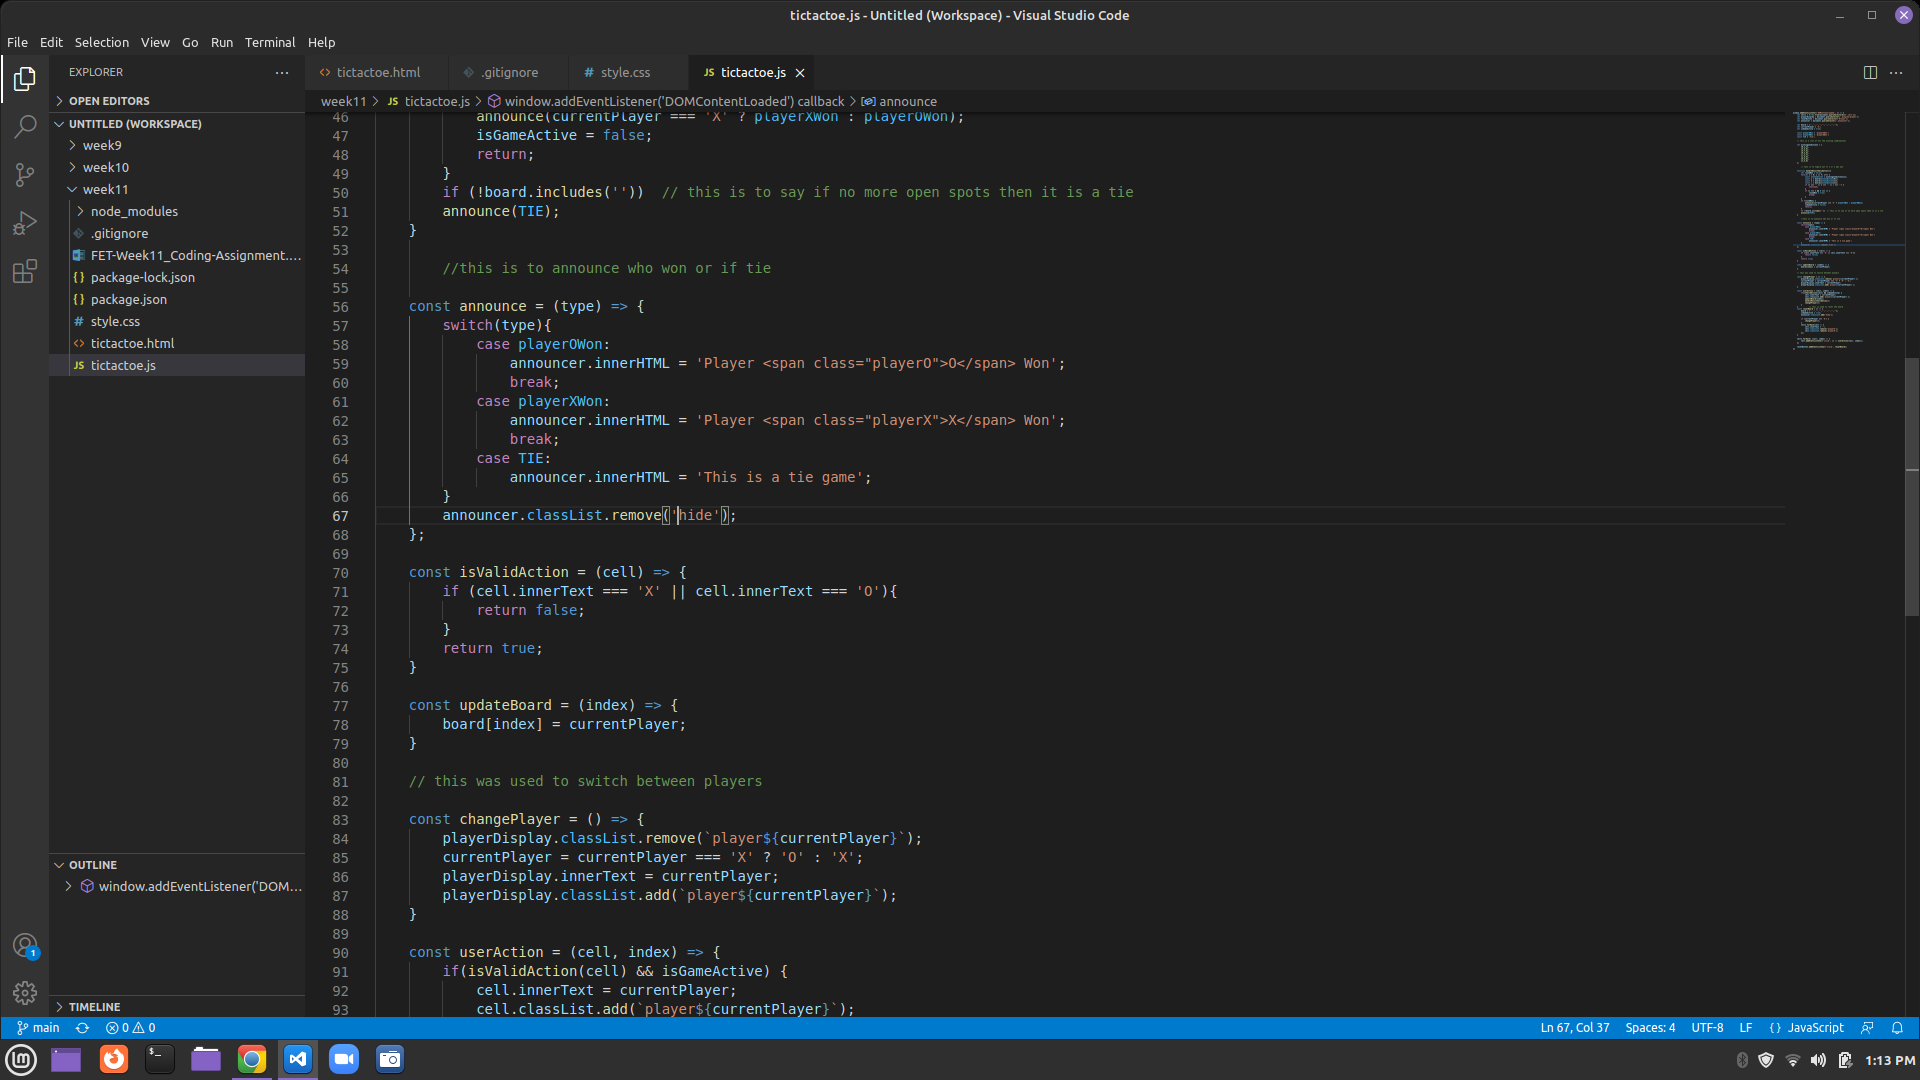 tictactoe.js - Untitled (Workspace) - Visual Studio Code
File Edit Selection View Go Run Terminal Help
EXPLORER
tictactoe.html
.gitignore
# style.css
JS tictactoe.js
OPEN EDITORS
week11 > JS tictactoe.js > window.addEventListener('DOMContentLoaded') callback > announce
UNTITLED (WORKSPACE)
week9
week10
week11
node_modules
.gitignore
FET-Week11_Coding-Assignment....
{} package-lock.json
{} package.json
# style.css
<> tictactoe.html
JS tictactoe.js
46 announce(currentPlayer === 'X' ? playerXWon : playerOWon);
47 isGameActive = false;
48 return;
49 }
50 if (!board.includes('')) // this is to say if no more open spots then it is a tie
51 announce(TIE);
52 }
53
54 //this is to announce who won or if tie
55
56 const announce = (type) => {
57 switch(type){
58 case playerOWon:
59 announcer.innerHTML = 'Player <span class="playerO">O</span> Won';
60 break;
61 case playerXWon:
62 announcer.innerHTML = 'Player <span class="playerX">X</span> Won';
63 break;
64 case TIE:
65 announcer.innerHTML = 'This is a tie game';
66 }
67 announcer.classList.remove('hide');
68 };
69
70 const isValidAction = (cell) => {
71 if (cell.innerText === 'X' || cell.innerText === 'O'){
72 return false;
73 }
74 return true;
75 }
76
77 const updateBoard = (index) => {
78 board[index] = currentPlayer;
79 }
80
81 // this was used to switch between players
82
83 const changePlayer = () => {
84 playerDisplay.classList.remove(`player${currentPlayer}`);
85 currentPlayer = currentPlayer === 'X' ? 'O' : 'X';
86 playerDisplay.innerText = currentPlayer;
87 playerDisplay.classList.add(`player${currentPlayer}`);
88 }
89
90 const userAction = (cell, index) => {
91 if(isValidAction(cell) && isGameActive) {
92 cell.innerText = currentPlayer;
93 cell.classList.add(`player${currentPlayer}`);
OUTLINE
window.addEventListener('DOM...
1
TIMELINE
main
0 0
Ln 67, Col 37
Spaces: 4
UTF-8
LF
{} JavaScript
1:13 PM